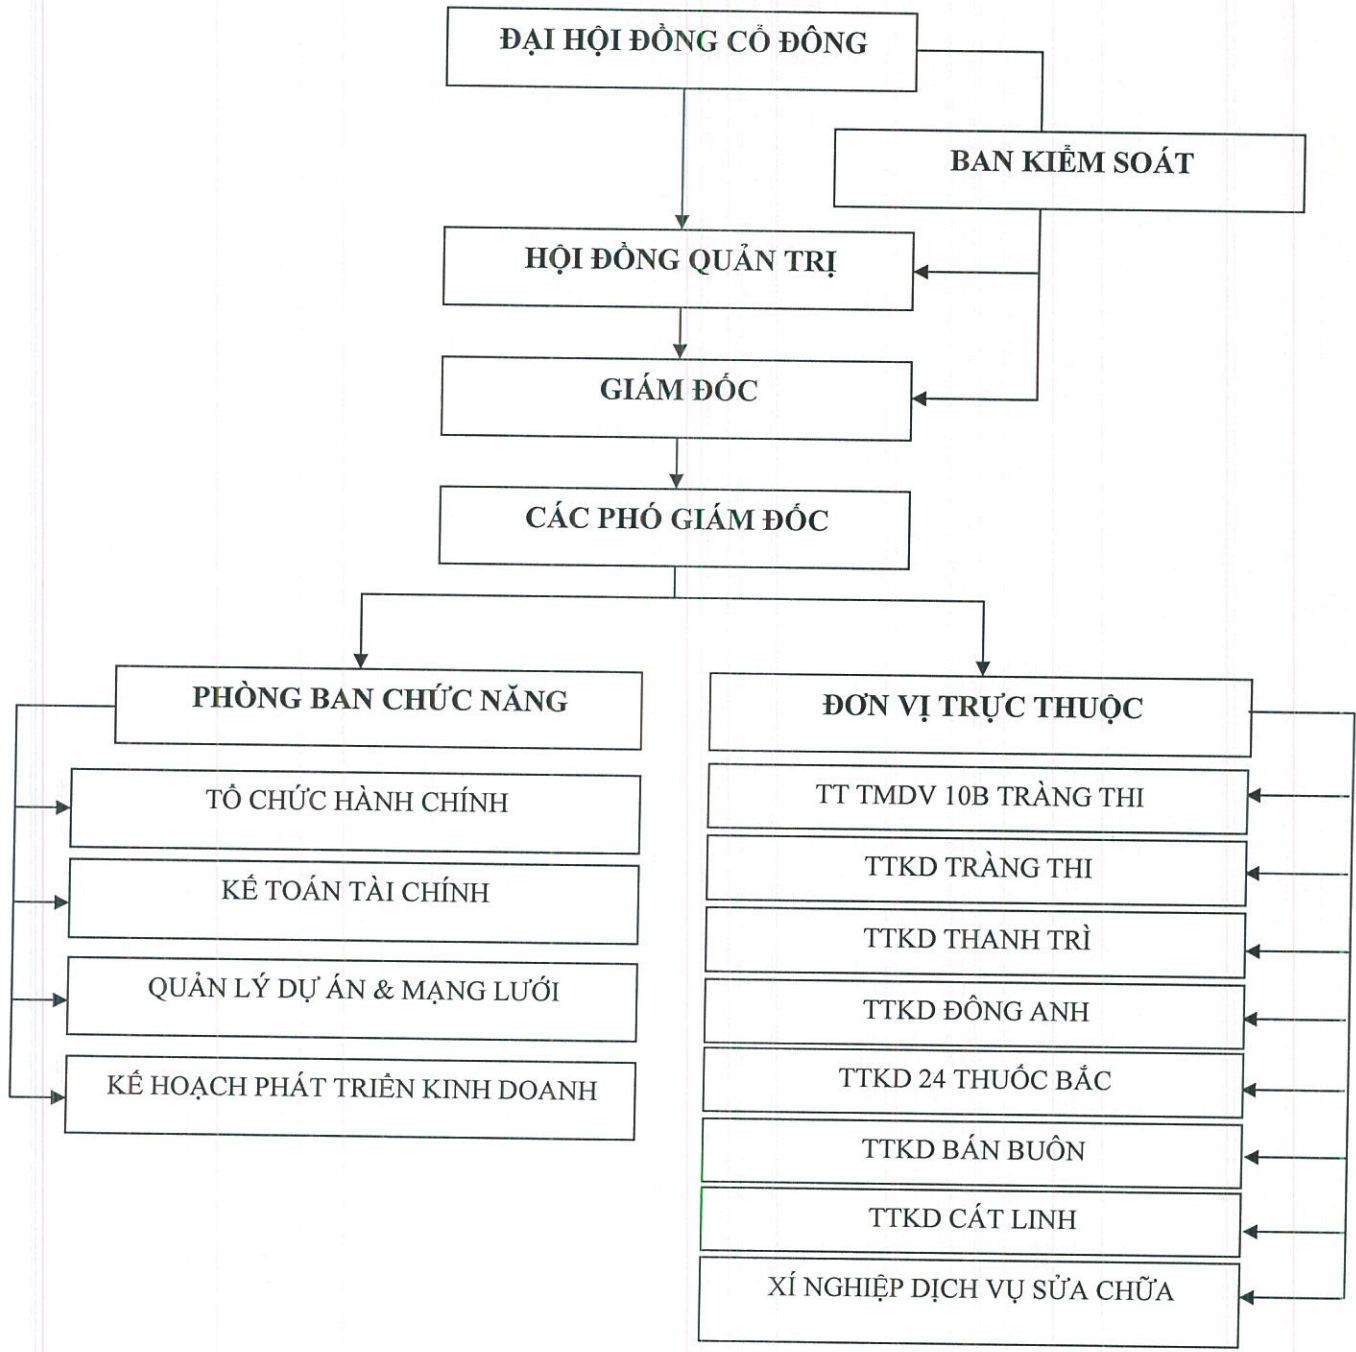 ĐẠI HỘI ĐỒNG CỔ ĐÔNG
BAN KIỂM SOÁT
HỘI ĐỒNG QUẢN TRỊ
GIÁM ĐỐC
CÁC PHÓ GIÁM ĐỐC
PHÒNG BAN CHỨC NĂNG
TỔ CHỨC HÀNH CHÍNH
KẾ TOÁN TÀI CHÍNH
QUẢN LÝ DỰ ÁN & MẠNG LƯỚI
KẾ HOẠCH PHÁT TRIỂN KINH DOANH
ĐƠN VỊ TRỰC THUỘC
TT TMDV 10B TRÀNG THI
TTKD TRÀNG THI
TTKD THANH TRÌ
TTKD ĐÔNG ANH
TTKD 24 THUỐC BẮC
TTKD BÁN BUÔN
TTKD CÁT LINH
XÍ NGHIỆP DỊCH VỤ SỬA CHỮA